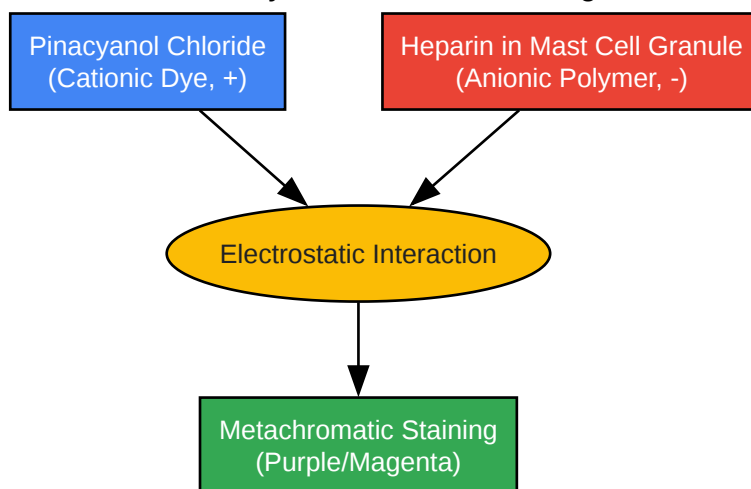 Pinacyanol Chloride
(Cationic Dye, +)
Heparin in Mast Cell Granule
(Anionic Polymer, -)
Electrostatic Interaction
Metachromatic Staining
(Purple/Magenta)